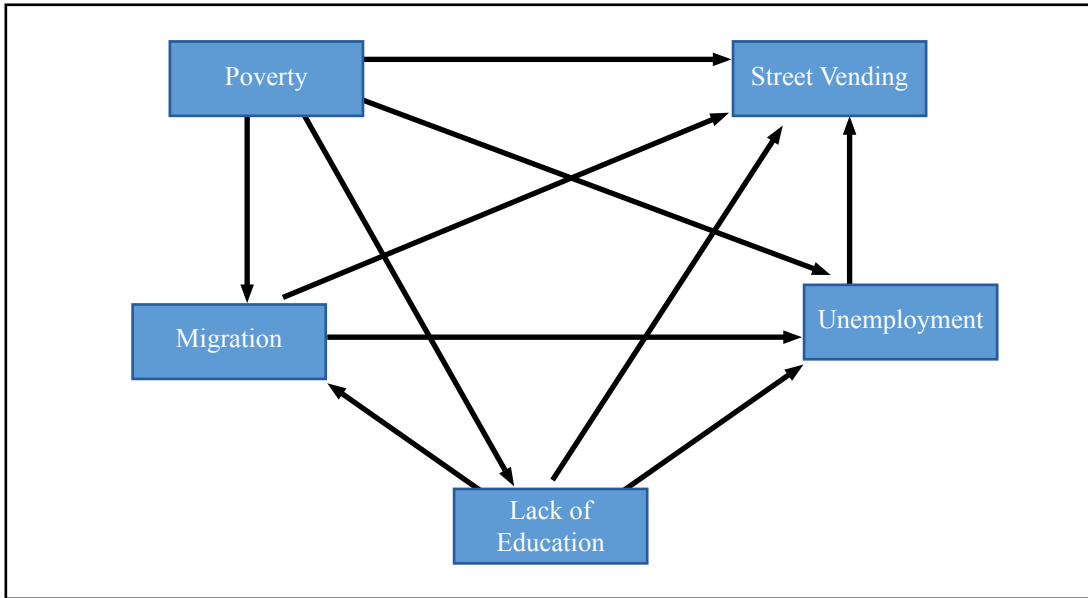 Poverty
Street Vending
Migration
Unemployment
Lack of
Education